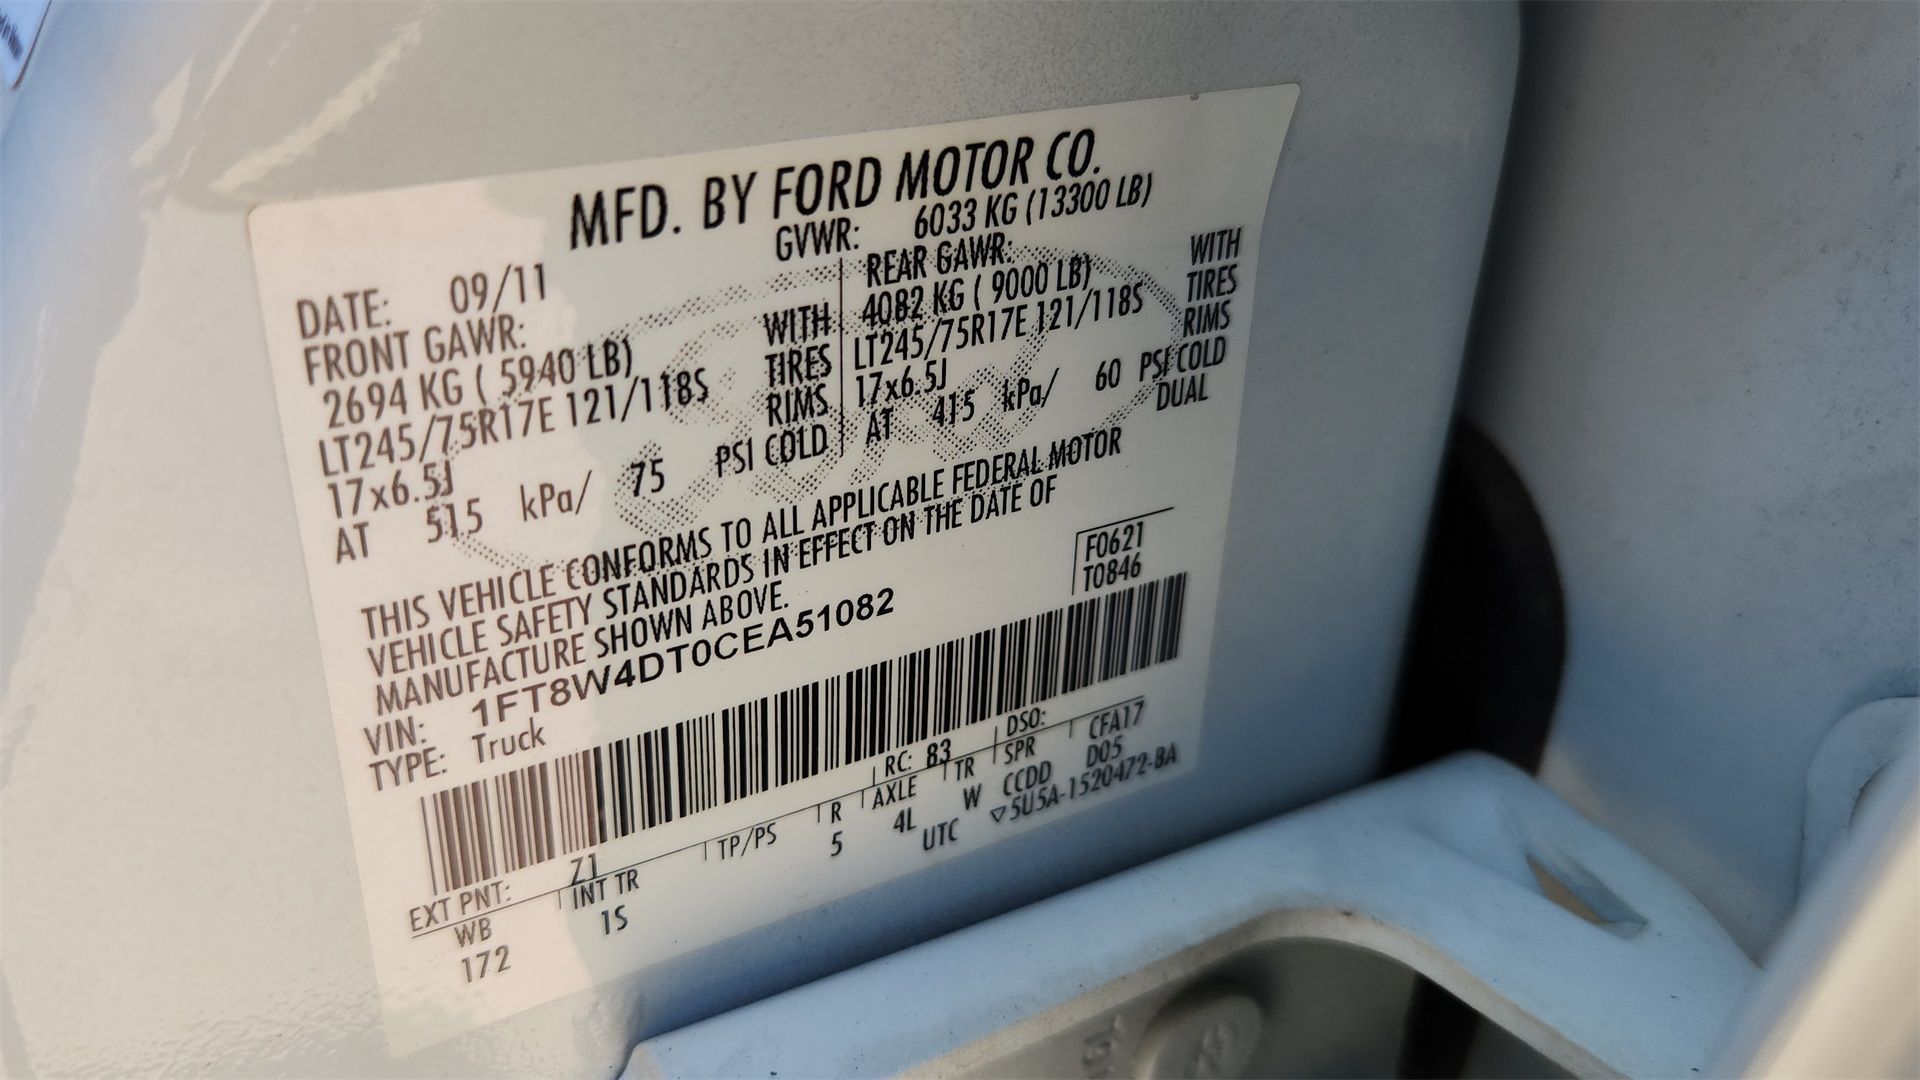 MFD. BY FORD MOTOR CO.
DATE: 09/11 GVWR: 6033 KG (13300 LB)
FRONT GAWR:
2694 KG ( 5940 LB) WITH
LT245/75R17E 121/118S TIRES
17x6.5J RIMS
AT 515 kPa/ 75 PSI COLD
REAR GAWR:
4082 KG ( 9000 LB) WITH
LT245/75R17E 121/118S TIRES
17x6.5J RIMS
AT 415 kPa/ 60 PSI COLD
DUAL
THIS VEHICLE CONFORMS TO ALL APPLICABLE FEDERAL MOTOR
VEHICLE SAFETY STANDARDS IN EFFECT ON THE DATE OF
MANUFACTURE SHOWN ABOVE.
F0621
T0846
VIN: 1FT8W4DT0CEA51082
TYPE: Truck
EXT PNT: Z1 RC: 83 DSO:
WB INT TR TP/PS R AXLE TR SPR CFA17
172 1S 5 4L W CCDD D05
UTC ▽5U5A-1520472-BA